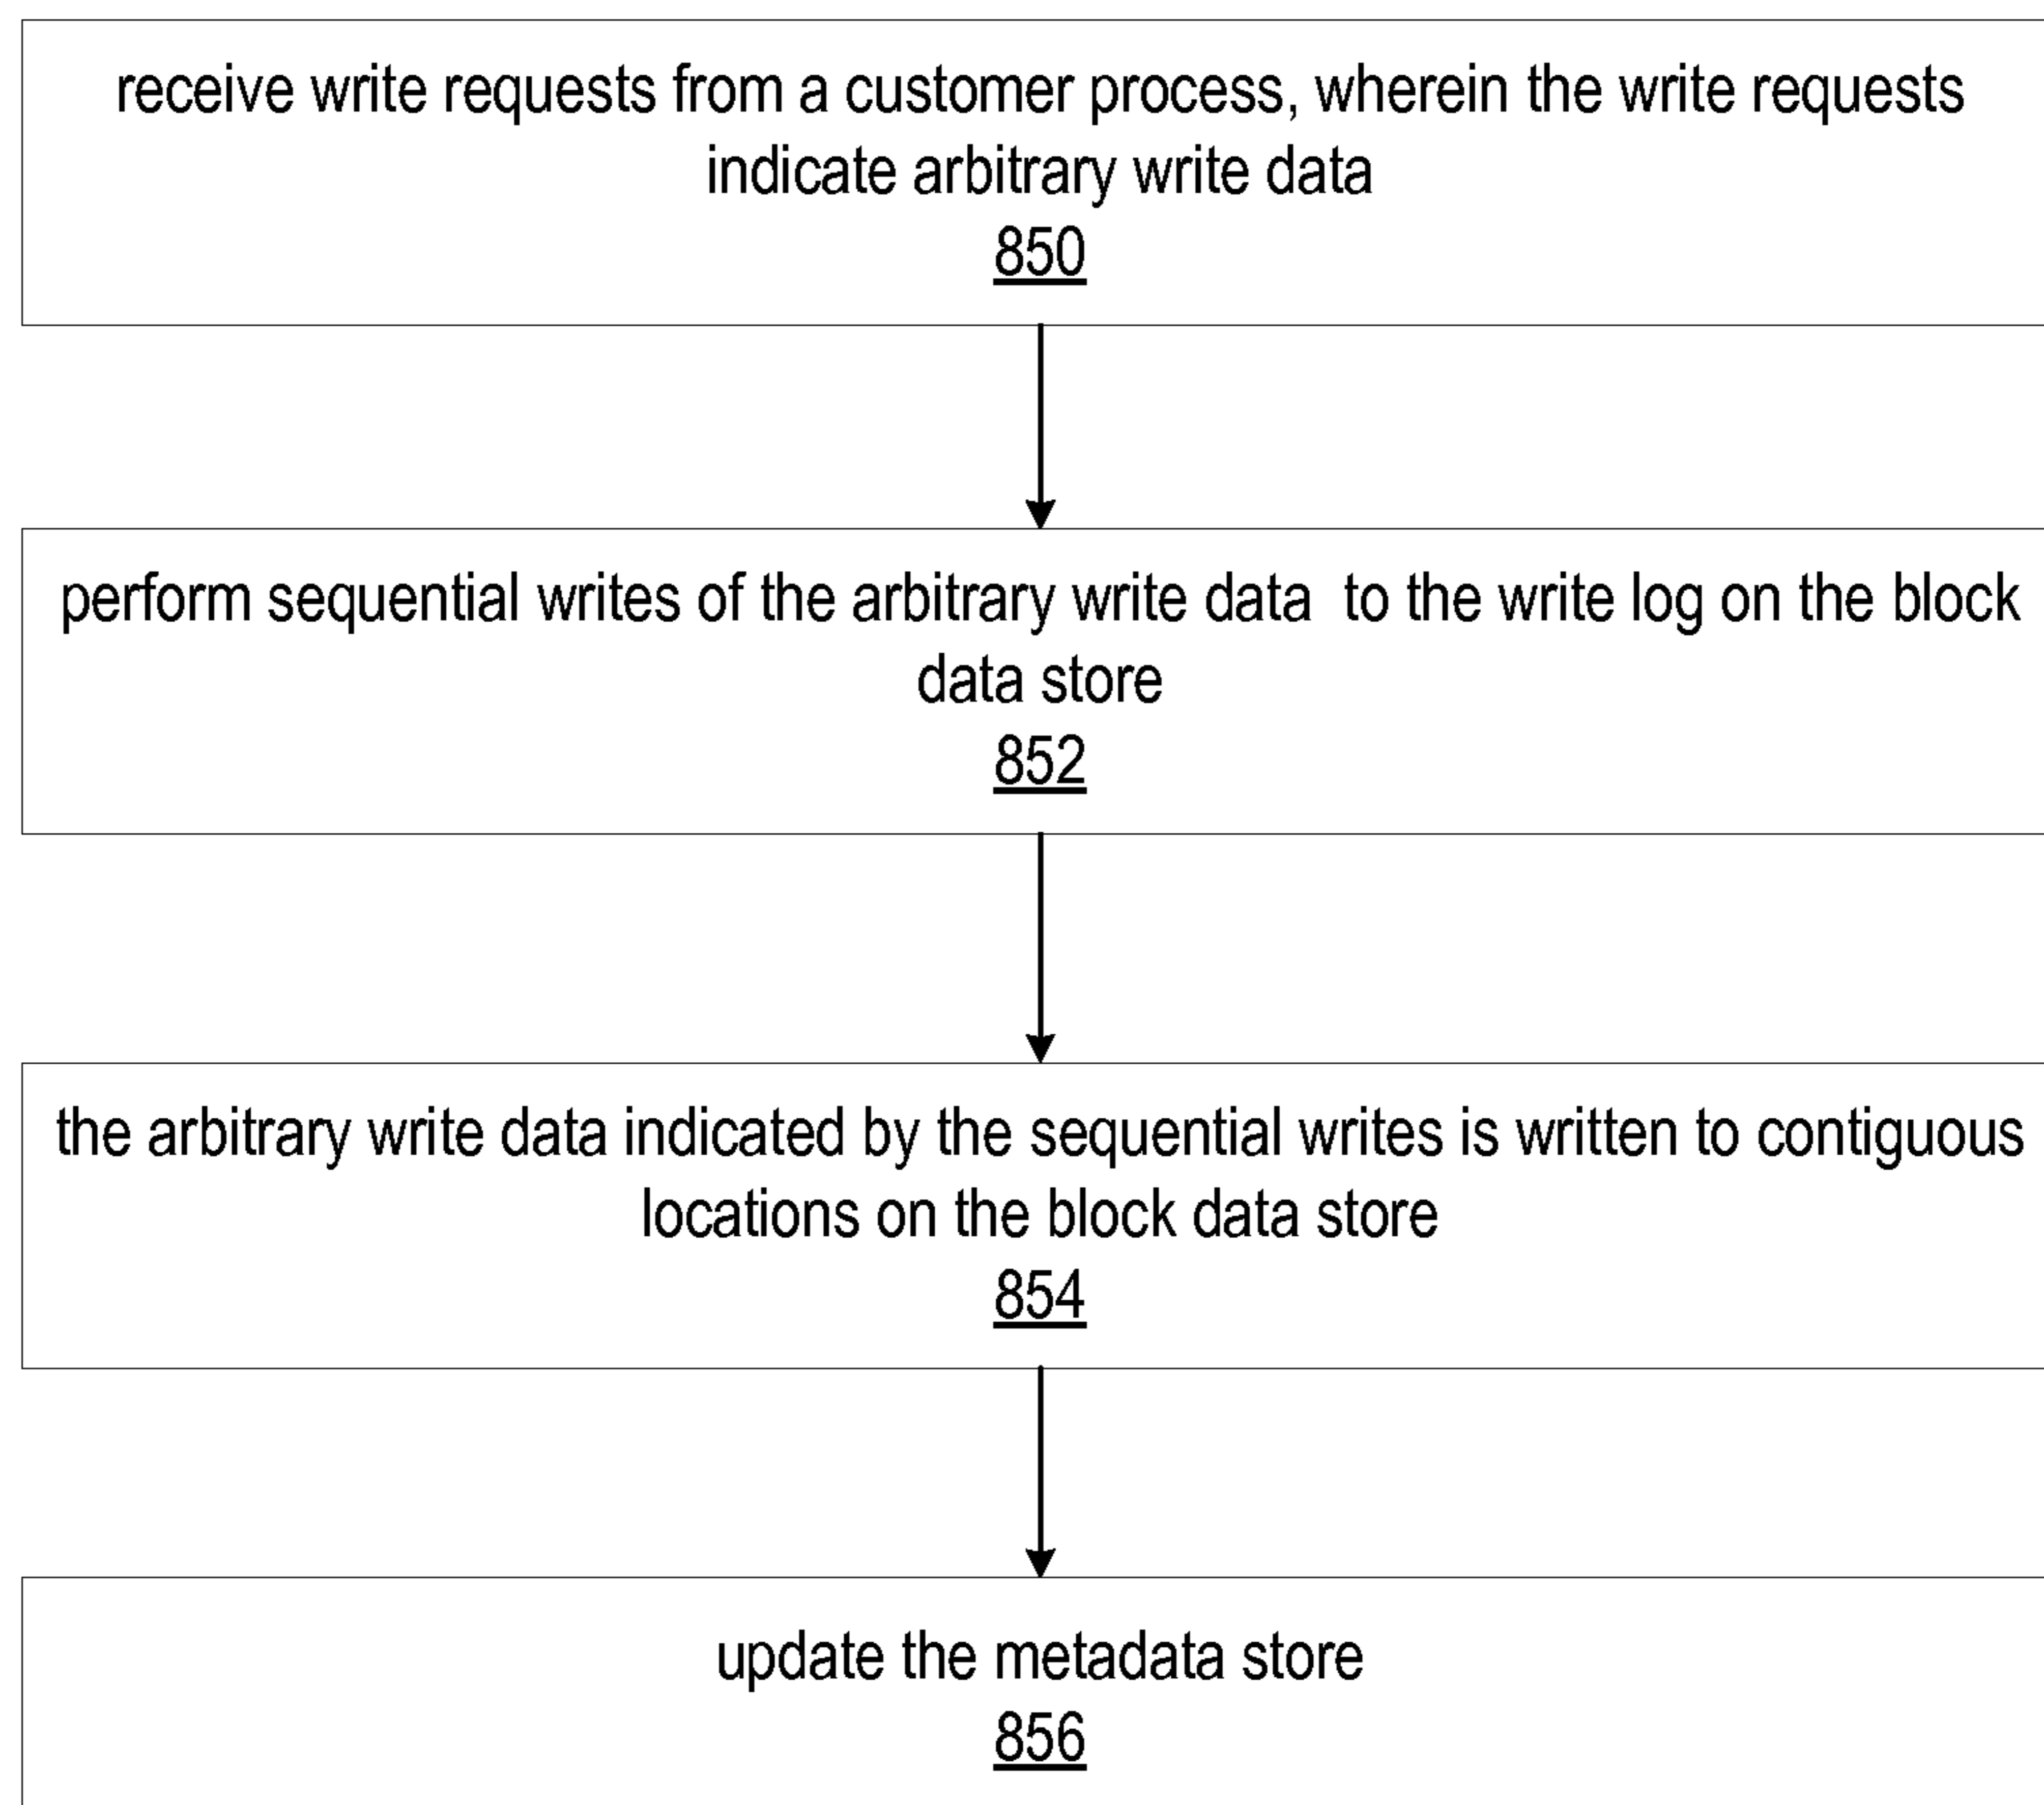 receive write requests from a customer process, wherein the write requests
indicate arbitrary write data
850
perform sequential writes of the arbitrary write data to the write log on the block
data store
852
the arbitrary write data indicated by the sequential writes is written to contiguous
locations on the block data store
854
update the metadata store
856